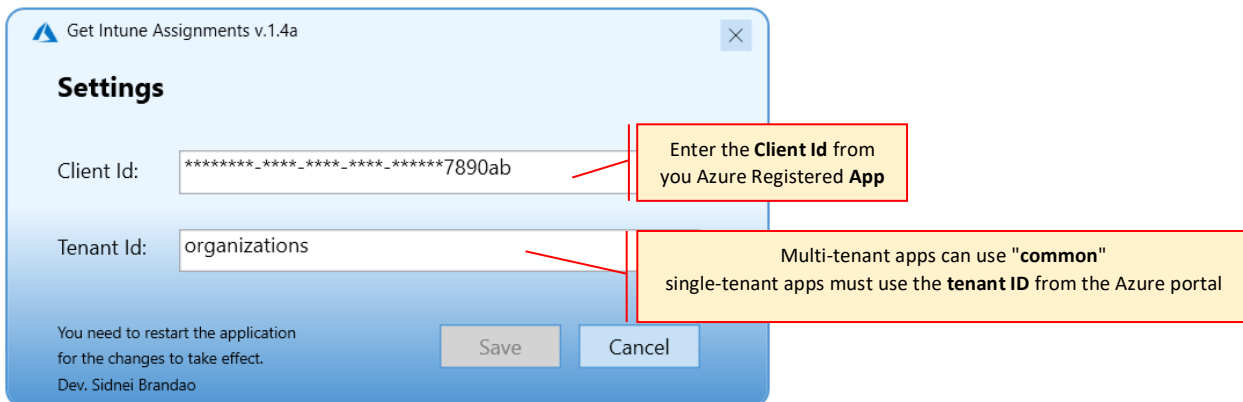 Get Intune Assignments v.1.4a
Settings
Client Id:
********-****-****-****-******7890ab
Enter the Client Id from
you Azure Registered App
Tenant Id:
organizations
Multi-tenant apps can use "common"
single-tenant apps must use the tenant ID from the Azure portal
You need to restart the application
for the changes to take effect.
Dev. Sidnei Brandao
Save
Cancel